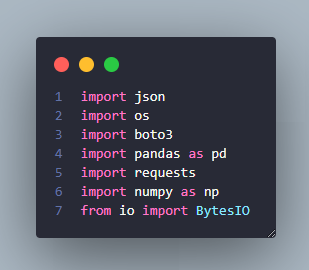 1 import json
2 import os
3 import boto3
4 import pandas as pd
5 import requests
6 import numpy as np
7 from io import BytesIO